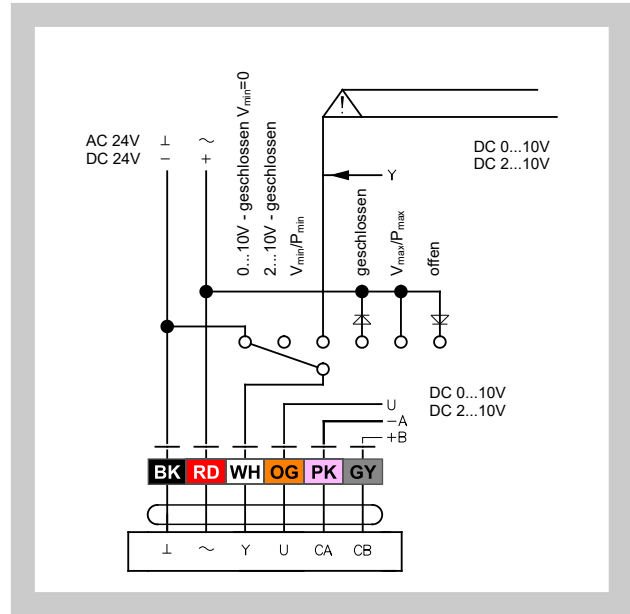 0...10V - geschlossen Vmin=0
2...10V - geschlossen
Vmin/Pmin
!
AC 24V ⊥ ~
DC 24V − +
DC 0...10V
DC 2...10V
Y
geschlossen
Vmax/Pmax
offen
U
−A
+B
DC 0...10V
DC 2...10V
BK RD WH OG PK GY
⊥ ~ Y U CA CB